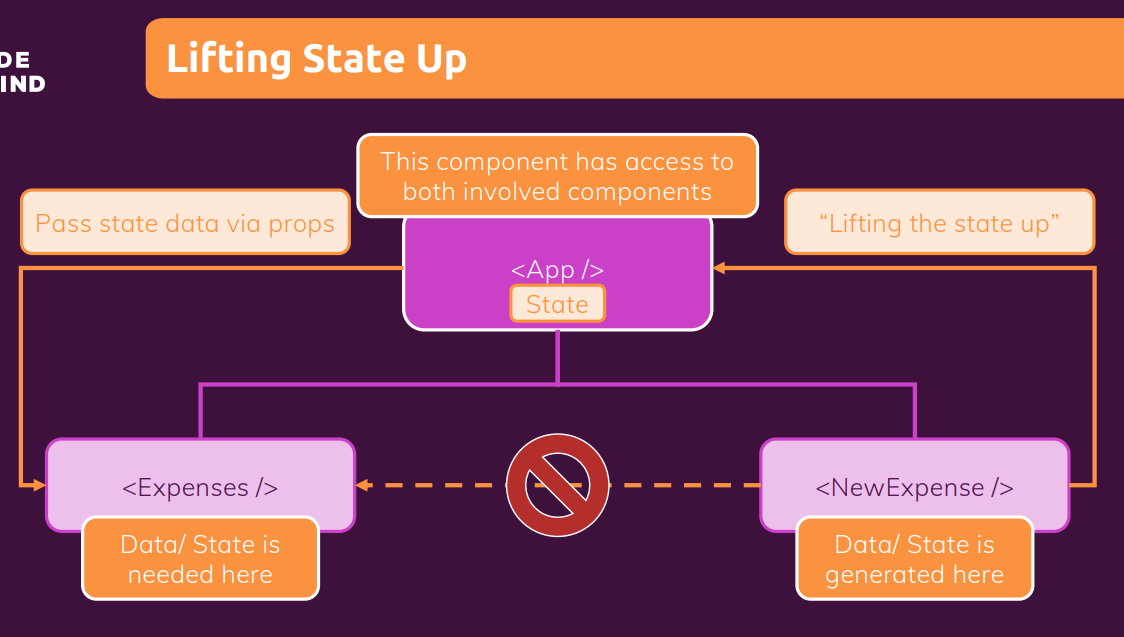 DE
IND
Lifting State Up
This component has access to
both involved components
Pass state data via props
“Lifting the state up”
<App />
State
<Expenses />
<NewExpense />
Data/ State is
needed here
Data/ State is
generated here